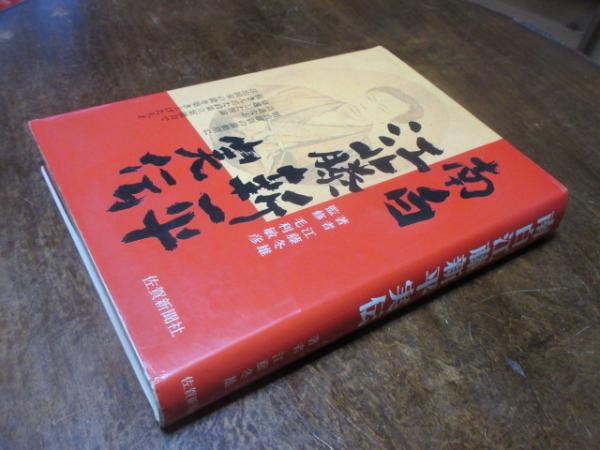 南白
江藤
新平
実伝
著者 江藤冬雄
監修 毛利敏彦
佐賀新聞社
南白江藤新平実伝
著者 江藤冬雄